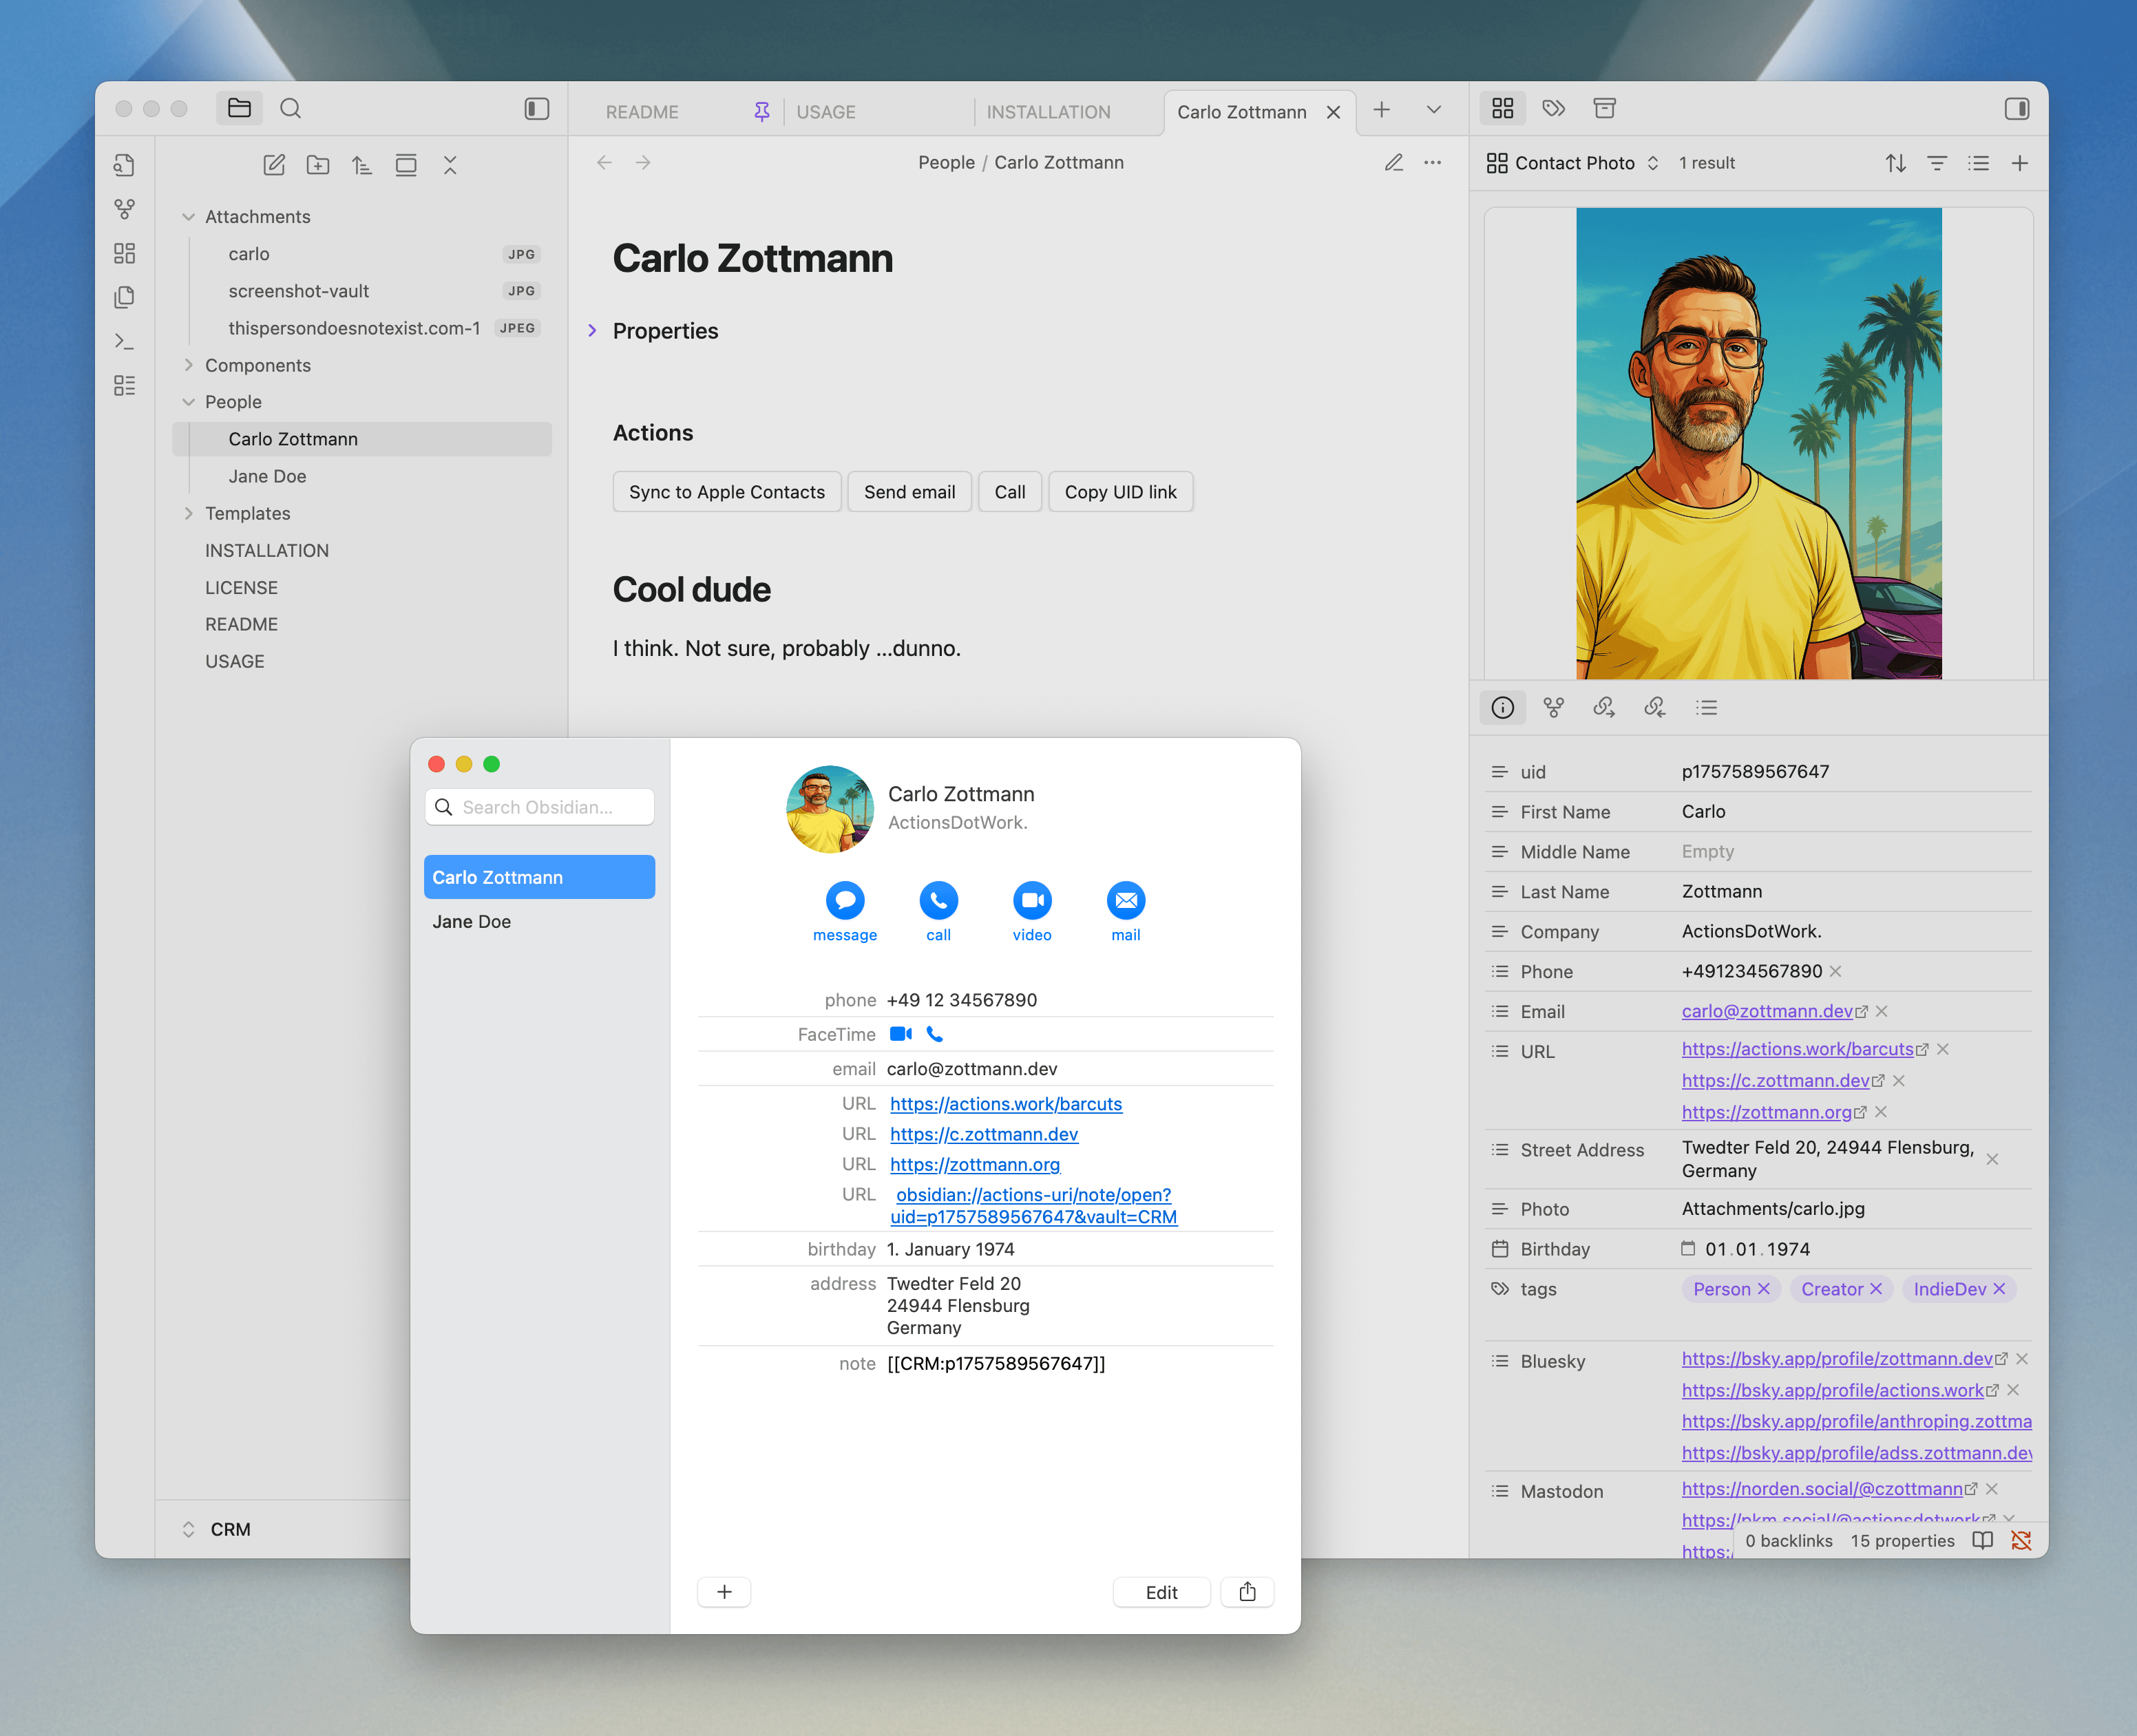 README
USAGE
INSTALLATION
Carlo Zottmann
People / Carlo Zottmann
Attachments
carlo
JPG
screenshot-vault
JPG
thispersondoesnotexist.com-1
JPEG
Components
People
Carlo Zottmann
Jane Doe
Templates
INSTALLATION
LICENSE
README
USAGE
CRM
Carlo Zottmann
Properties
Actions
Sync to Apple Contacts
Send email
Call
Copy UID link
Cool dude
I think. Not sure, probably ...dunno.
Search Obsidian...
Carlo Zottmann
Jane Doe
Carlo Zottmann
ActionsDotWork.
message
call
video
mail
phone +49 12 34567890
FaceTime
email carlo@zottmann.dev
URL https://actions.work/barcuts
URL https://c.zottmann.dev
URL https://zottmann.org
URL obsidian://actions-uri/note/open?
uid=p1757589567647&vault=CRM
birthday 1. January 1974
address Twedter Feld 20
24944 Flensburg
Germany
note [[CRM:p1757589567647]]
Edit
Contact Photo
1 result
uid p1757589567647
First Name Carlo
Middle Name Empty
Last Name Zottmann
Company ActionsDotWork.
Phone +491234567890
Email carlo@zottmann.dev
URL https://actions.work/barcuts
https://c.zottmann.dev
https://zottmann.org
Street Address Twedter Feld 20, 24944 Flensburg,
Germany
Photo Attachments/carlo.jpg
Birthday 01.01.1974
tags Person Creator IndieDev
Bluesky https://bsky.app/profile/zottmann.dev
https://bsky.app/profile/actions.work
https://bsky.app/profile/anthroping.zottma
https://bsky.app/profile/adss.zottmann.dev
Mastodon https://norden.social/@czottmann
https://pkm.social/@actionsdotwork
https:/
0 backlinks 15 properties